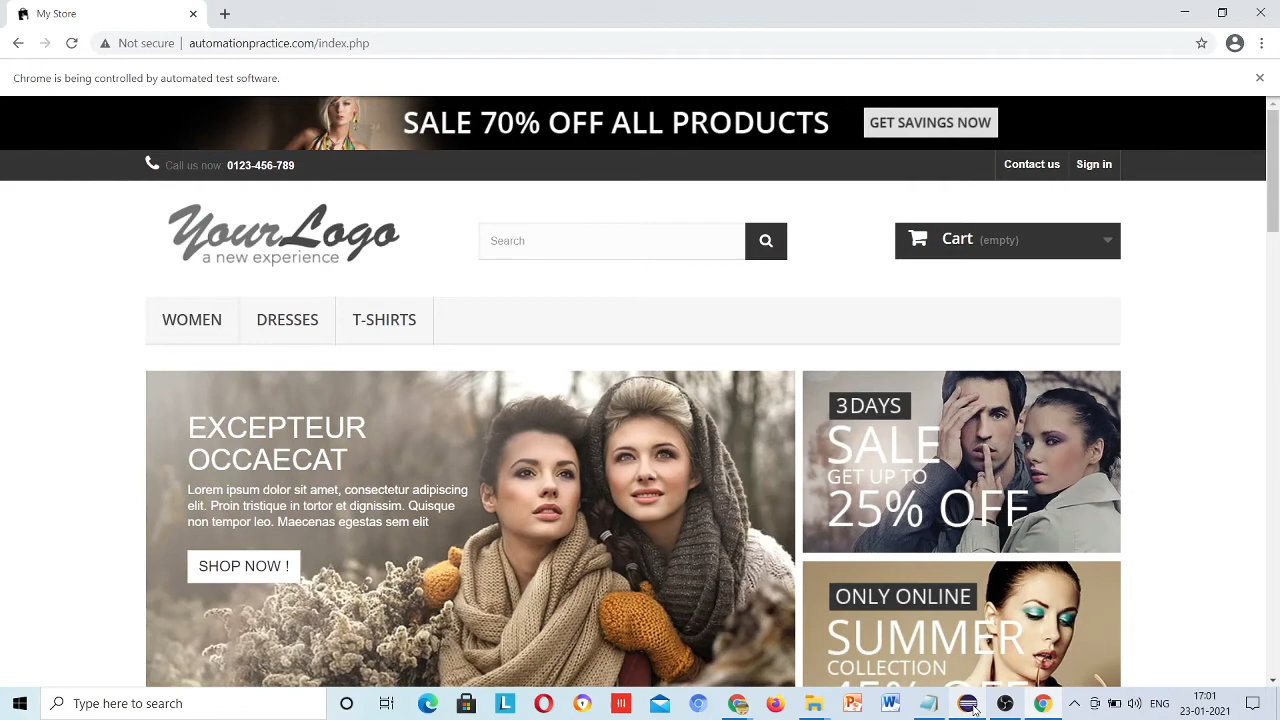 My Store
Not secure automationpractice.com/index.php
Chrome is being controlled by automated test software.
SALE 70% OFF ALL PRODUCTS GET SAVINGS NOW
Call us now: 0123-456-789 Contact us Sign in
YourLogo
a new experience
Search
Cart (empty)
WOMEN DRESSES T-SHIRTS
EXCEPTEUR
OCCAECAT
Lorem ipsum dolor sit amet, consectetur adipiscing
elit. Proin tristique in tortor et dignissim. Quisque
non tempor leo. Maecenas egestas sem elit
SHOP NOW !
3 DAYS
SALE
GET UP TO
25% OFF
ONLY ONLINE
SUMMER
COLLECTION
45% OFF
Type here to search
ENG
17:01
23-01-2021